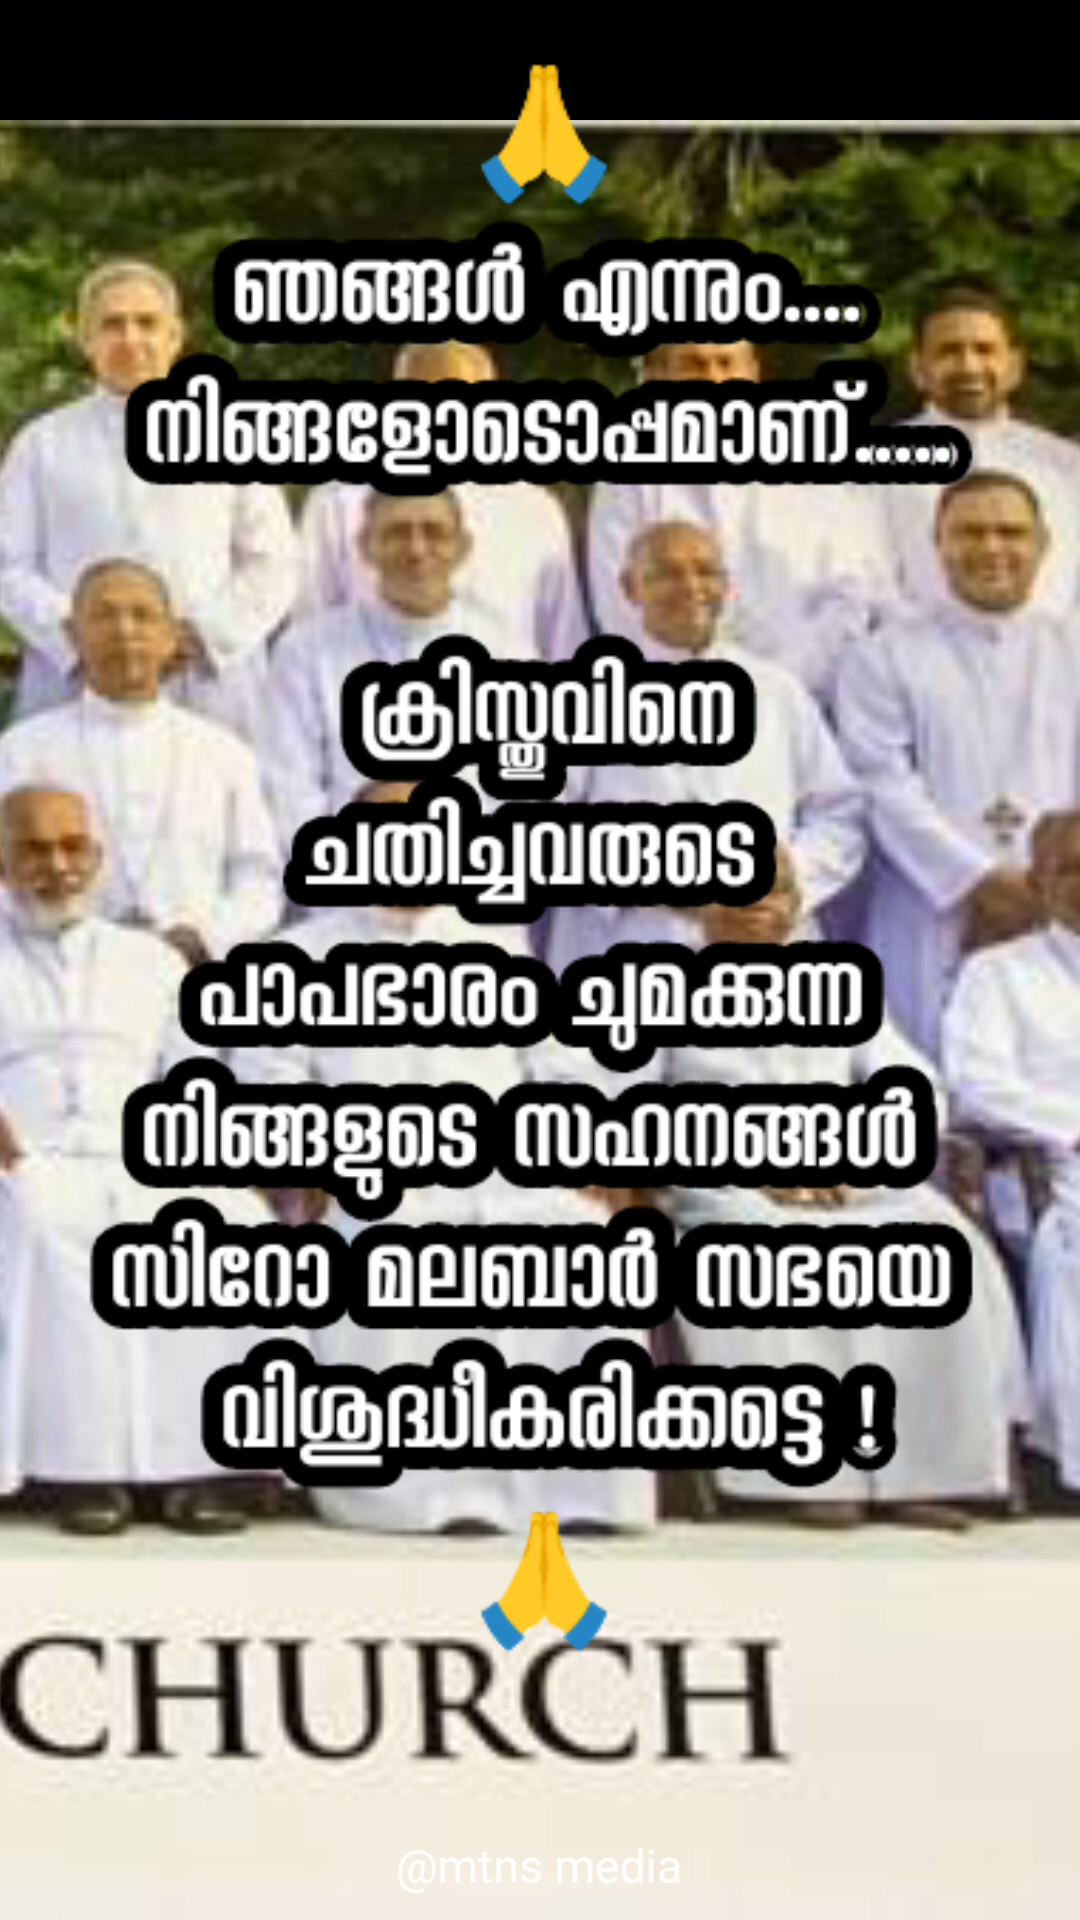 ഞങ്ങൾ എന്നും....
നിങ്ങളോടൊപ്പമാണ്......
ക്രിസ്തുവിനെ
ചതിച്ചവരുടെ
പാപഭാരം ചുമക്കുന്ന
നിങ്ങളുടെ സഹനങ്ങൾ
സിറോ മലബാർ സഭയെ
വിശുദ്ധീകരിക്കട്ടെ !
CHURCH
@mtns media